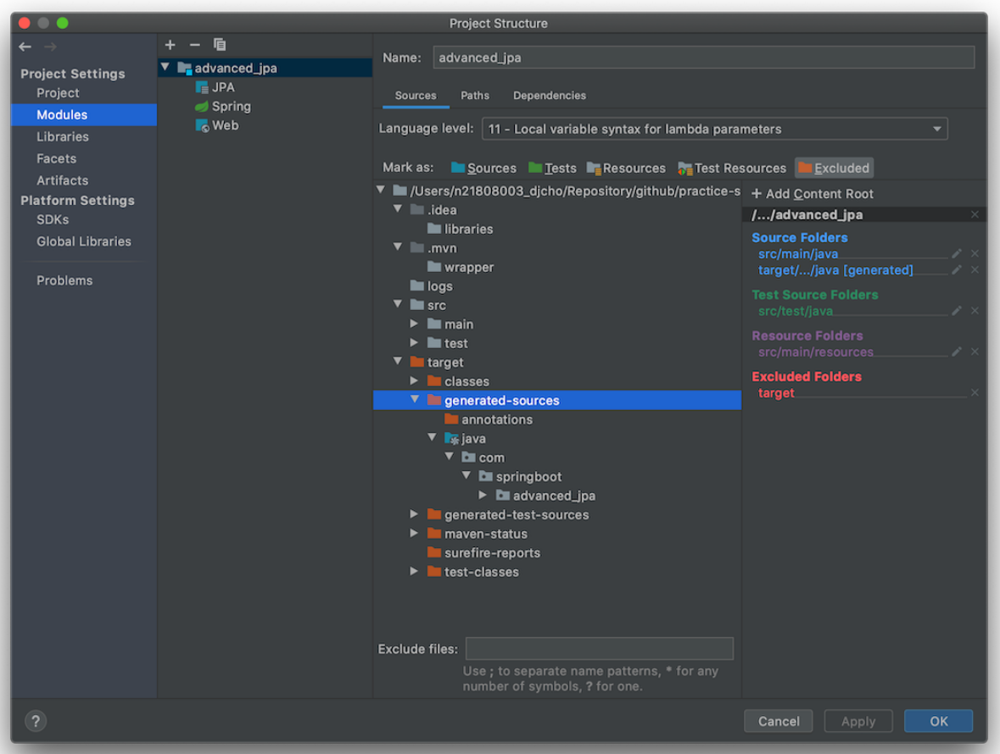 Project Structure
Project Settings
Project
Modules
Libraries
Facets
Artifacts
Platform Settings
SDKs
Global Libraries
Problems
advanced_jpa
JPA
Spring
Web
Name: advanced_jpa
Sources Paths Dependencies
Language level: 11 - Local variable syntax for lambda parameters
Mark as: Sources Tests Resources Test Resources Excluded
/Users/n21808003_djcho/Repository/github/practice-s
.idea
libraries
.mvn
wrapper
logs
src
main
test
target
classes
generated-sources
annotations
java
com
springboot
advanced_jpa
generated-test-sources
maven-status
surefire-reports
test-classes
Exclude files:
Use ; to separate name patterns, * for any
number of symbols, ? for one.
+ Add Content Root
/.../advanced_jpa
Source Folders
src/main/java
target/.../java [generated]
Test Source Folders
src/test/java
Resource Folders
src/main/resources
Excluded Folders
target
?
Cancel Apply OK